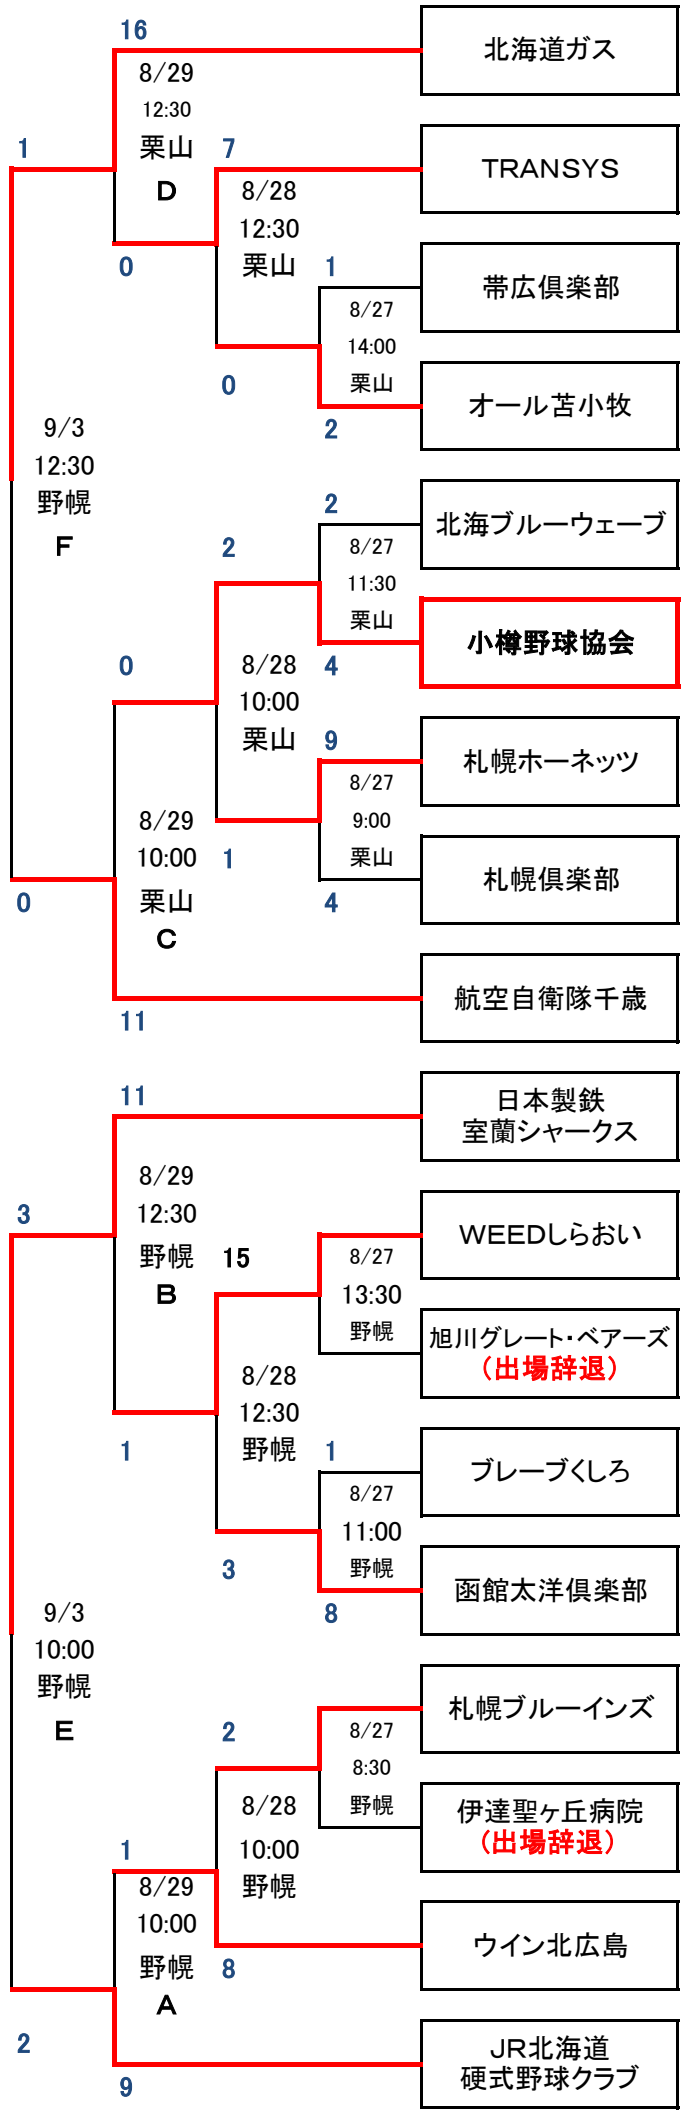 16
北海道ガス
8/29
12:30
栗山
D
1
7
TRANSYS
8/28
12:30
栗山
0
1
帯広倶楽部
8/27
14:00
栗山
0
2
オール苫小牧
9/3
12:30
野幌
F
2
北海ブルーウェーブ
2
8/27
11:30
栗山
小樽野球協会
0
4
8/28
10:00
栗山
9
札幌ホーネッツ
8/27
9:00
栗山
8/29
10:00
栗山
C
1
4
札幌倶楽部
0
11
航空自衛隊千歳
11
日本製鉄
室蘭シャークス
8/29
12:30
野幌
B
3
15
WEEDしらおい
8/27
13:30
野幌
旭川グレート・ベアーズ
(出場辞退)
8/28
12:30
野幌
1
1
ブレーブくしろ
8/27
11:00
野幌
3
8
函館太洋倶楽部
9/3
10:00
野幌
E
2
札幌ブルーインズ
8/27
8:30
野幌
8/28
10:00
野幌
伊達聖ヶ丘病院
(出場辞退)
1
8/29
10:00
野幌
A
8
ウイン北広島
2
9
JR北海道
硬式野球クラブ